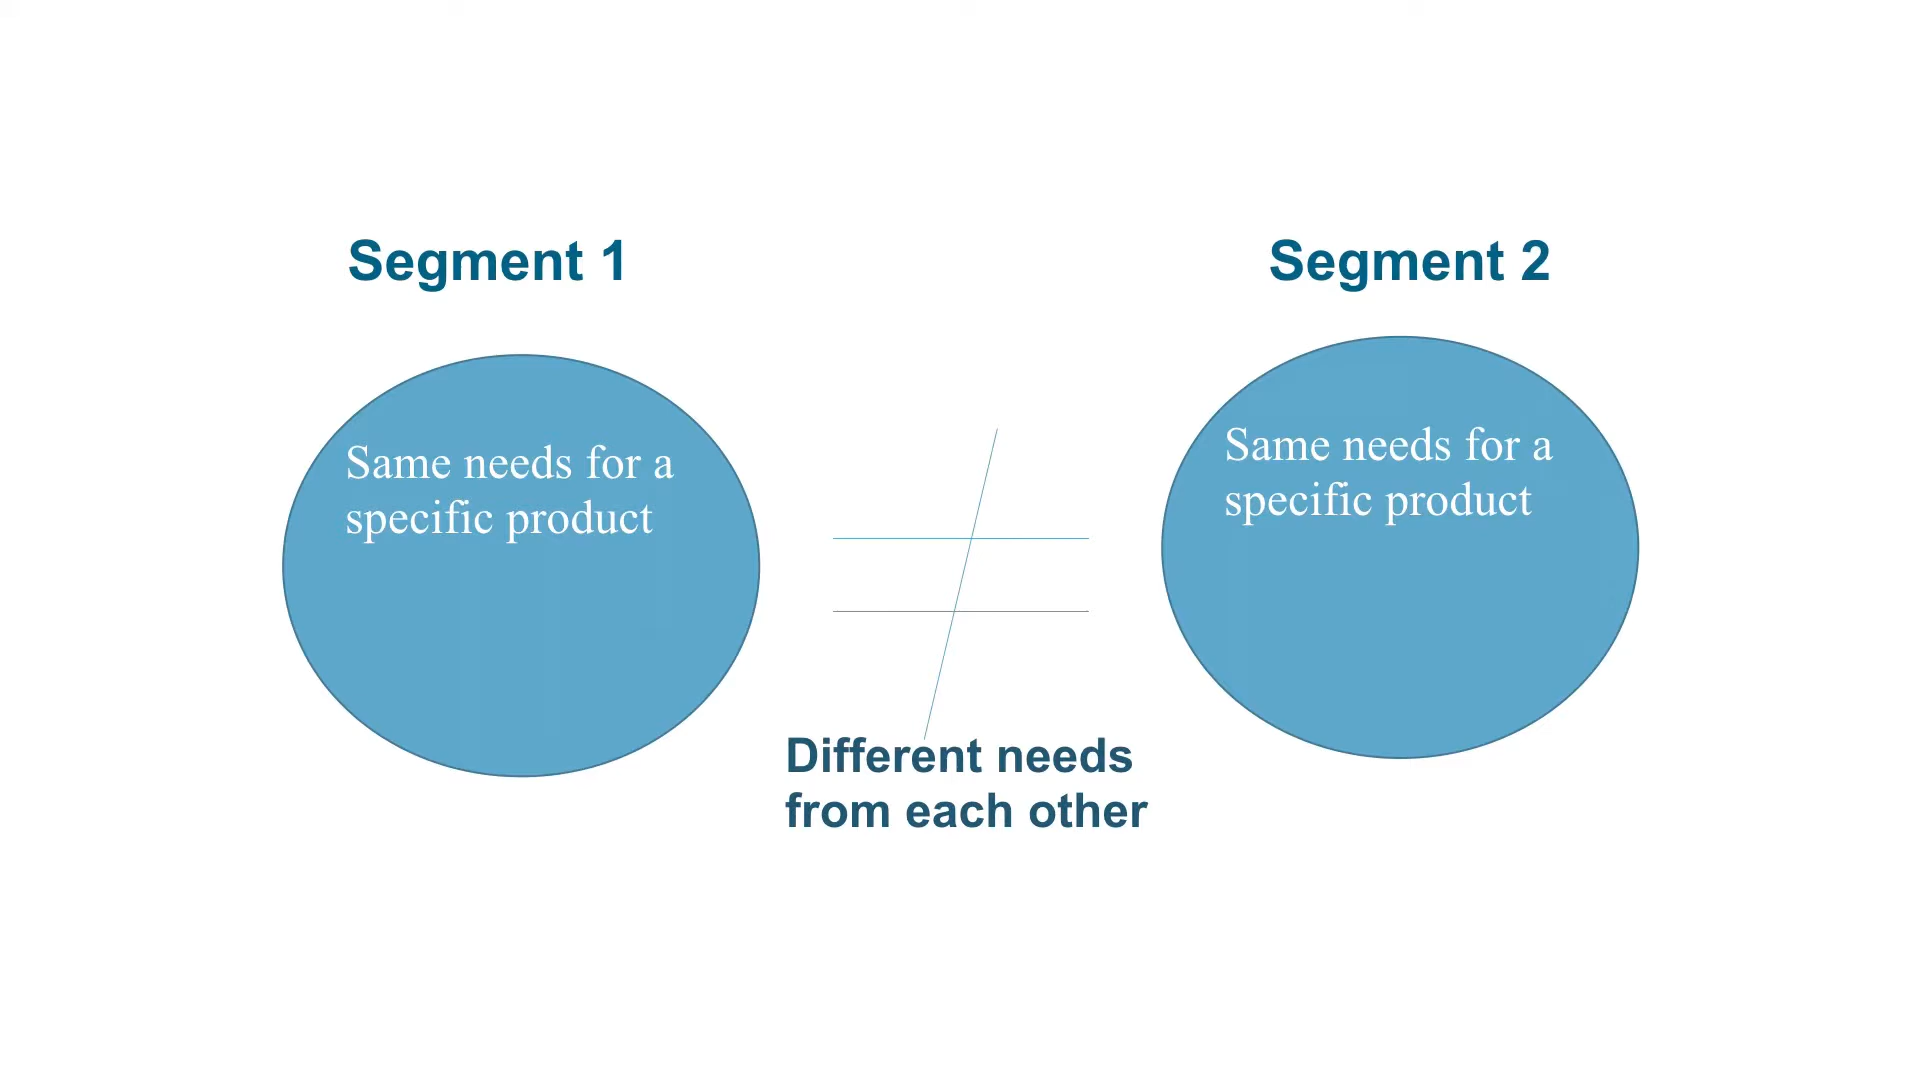 Segment 1
Segment 2
Same needs for a
specific product
Same needs for a
specific product
Different needs
from each other